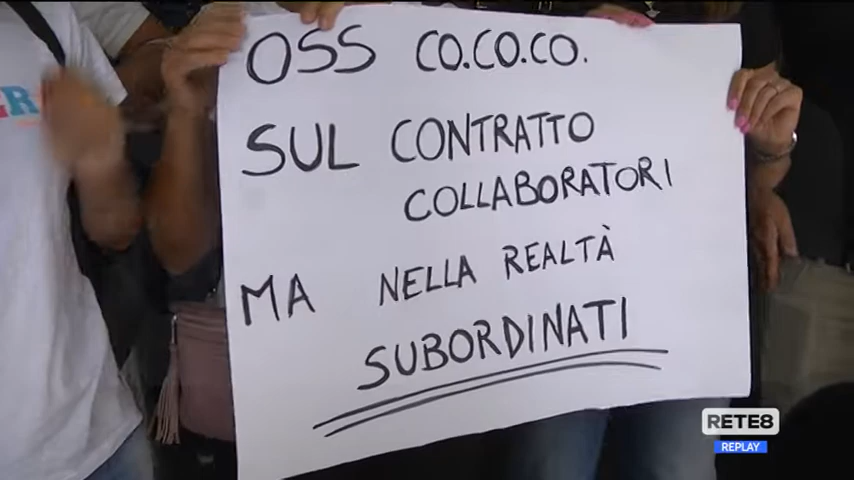 OSS CO.CO.CO.
SUL CONTRATTO
COLLABORATORI
MA NELLA REALTÀ
SUBORDINATI
RETE8
REPLAY